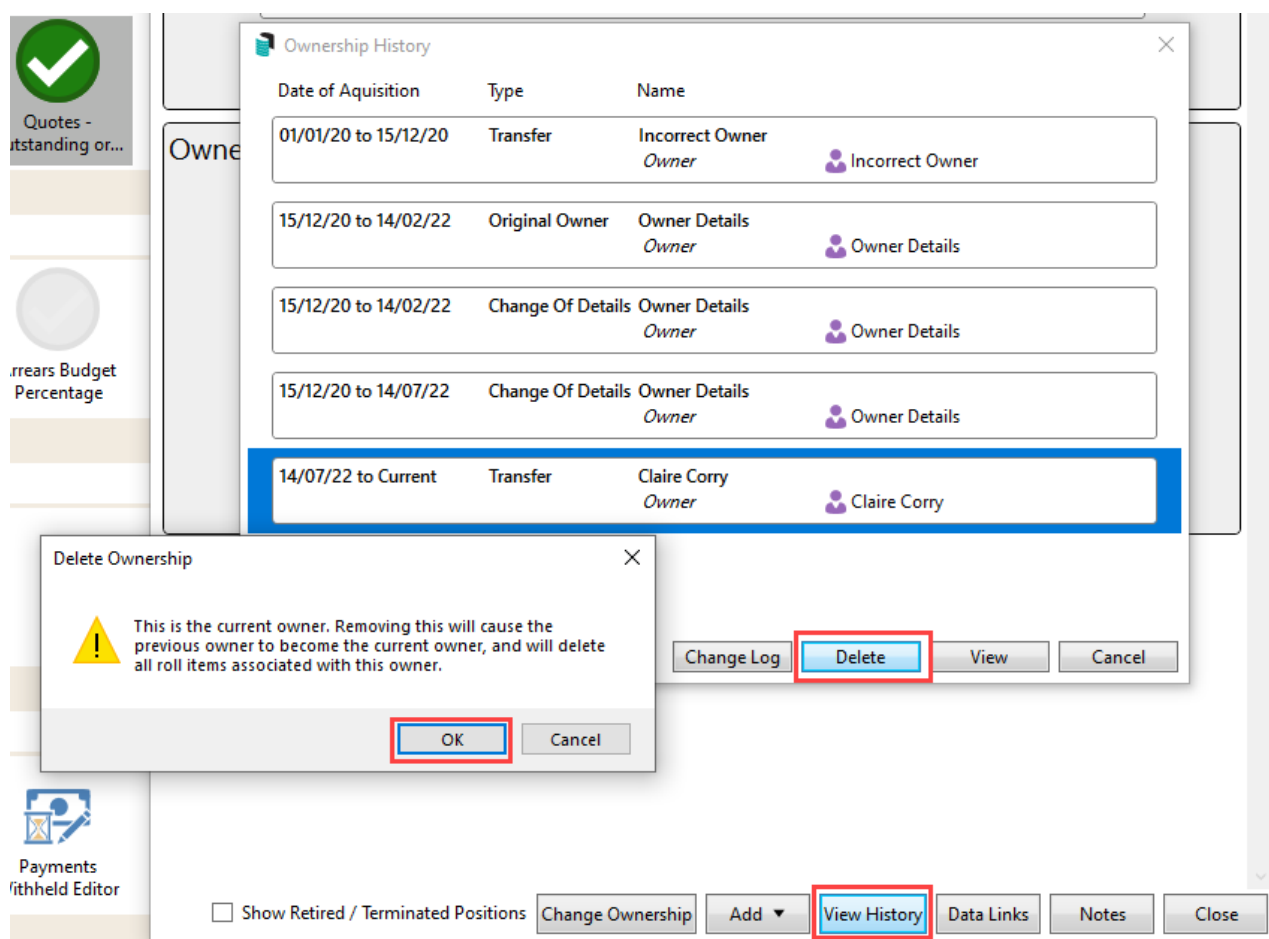 Ownership History
Date of Aquisition Type Name
01/01/20 to 15/12/20 Transfer Incorrect Owner
Owner Incorrect Owner
15/12/20 to 14/02/22 Original Owner Owner Details
Owner Owner Details
15/12/20 to 14/02/22 Change Of Details Owner Details
Owner Owner Details
15/12/20 to 14/07/22 Change Of Details Owner Details
Owner Owner Details
14/07/22 to Current Transfer Claire Corry
Owner Claire Corry
Change Log Delete View Cancel
Quotes -
utstanding or...
Owne
rrears Budget
Percentage
Delete Ownership
This is the current owner. Removing this will cause the
previous owner to become the current owner, and will delete
all roll items associated with this owner.
OK Cancel
Payments
ithheld Editor
Show Retired / Terminated Positions Change Ownership Add View History Data Links Notes Close